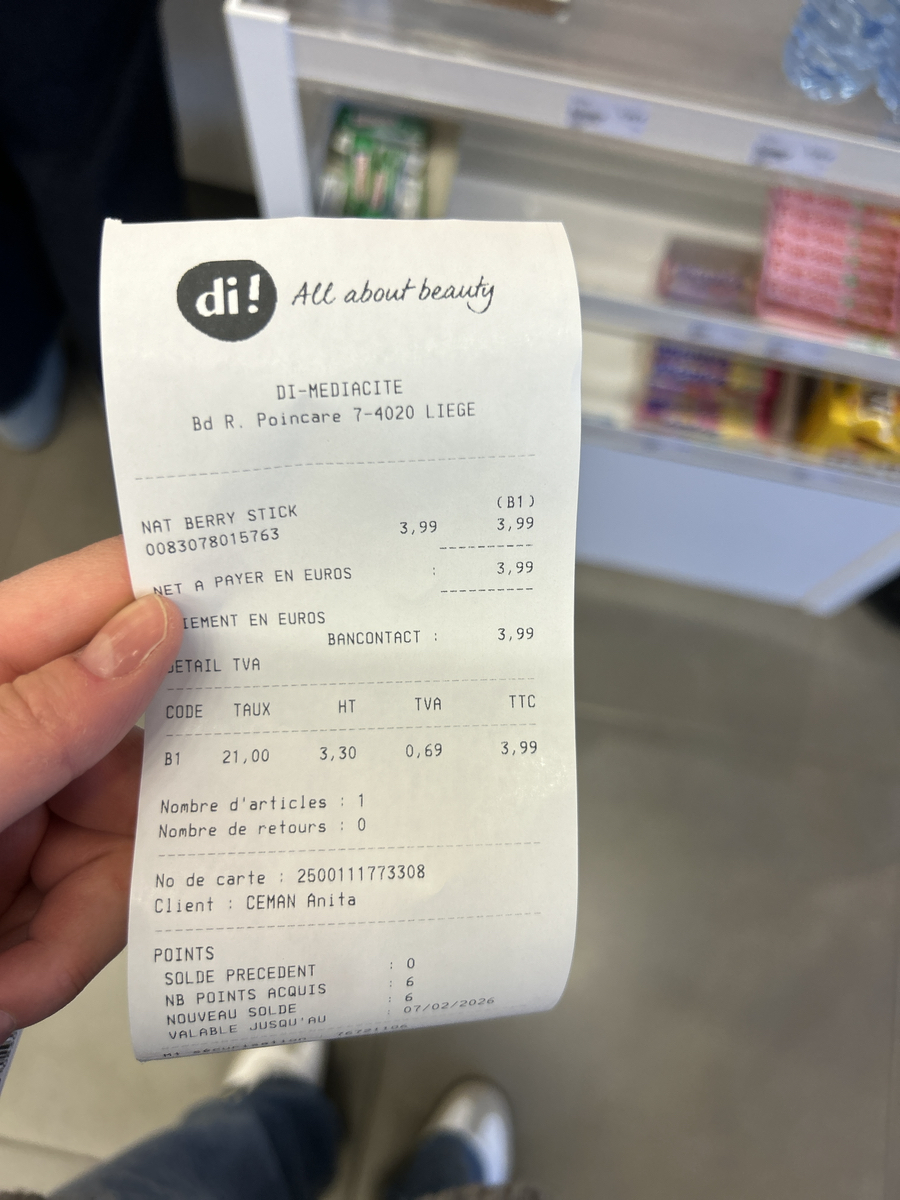 di! All about beauty
DI-MEDIACITE
Bd R. Poincare 7-4020 LIEGE
(B1)
NAT BERRY STICK 3,99 3,99
0083078015763
NET A PAYER EN EUROS : 3,99
IEMENT EN EUROS
BANCONTACT : 3,99
DETAIL TVA
CODE TAUX HT TVA TTC
B1 21,00 3,30 0,69 3,99
Nombre d'articles : 1
Nombre de retours : 0
No de carte : 2500111773308
Client : CEMAN Anita
POINTS
SOLDE PRECEDENT : 0
NB POINTS ACQUIS : 6
NOUVEAU SOLDE : 6
VALABLE JUSQU'AU : 07/02/2026